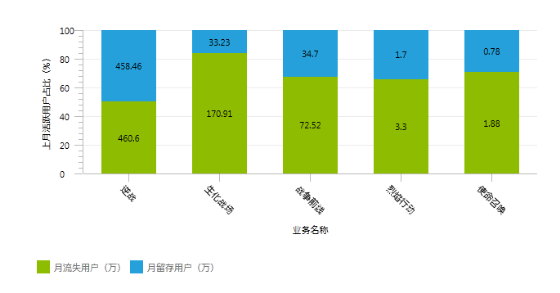 上月活跃用户占比（%）
100
80
60
40
20
0
458.46
33.23
34.7
1.7
0.78
460.6
170.91
72.52
3.3
1.88
逆战
生化战场
战争前线
烈焰行动
使命召唤
业务名称
月流失用户（万） 月留存用户（万）